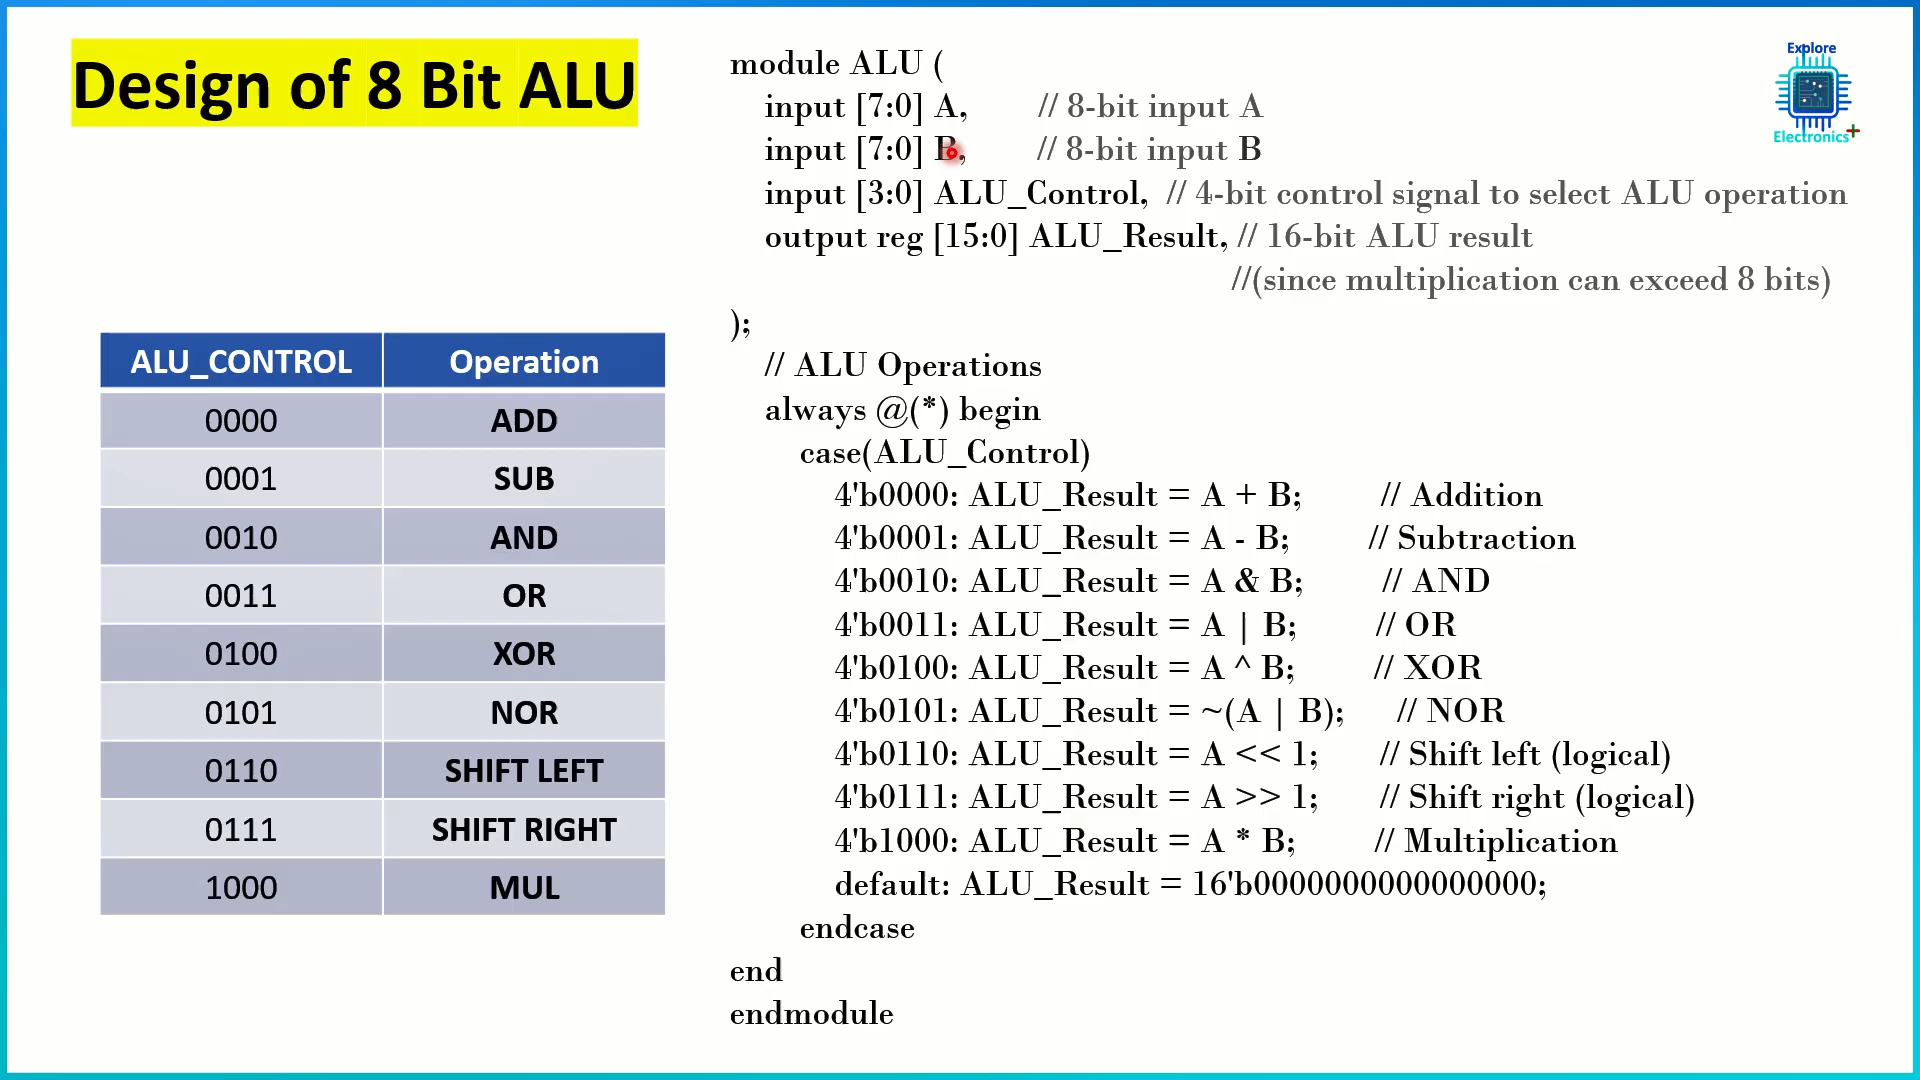 Design of 8 Bit ALU
ALU_CONTROL Operation
0000 ADD
0001 SUB
0010 AND
0011 OR
0100 XOR
0101 NOR
0110 SHIFT LEFT
0111 SHIFT RIGHT
1000 MUL
module ALU (
input [7:0] A, // 8-bit input A
input [7:0] B, // 8-bit input B
input [3:0] ALU_Control, // 4-bit control signal to select ALU operation
output reg [15:0] ALU_Result, // 16-bit ALU result
//(since multiplication can exceed 8 bits)
);
// ALU Operations
always @(*) begin
case(ALU_Control)
4'b0000: ALU_Result = A + B; // Addition
4'b0001: ALU_Result = A - B; // Subtraction
4'b0010: ALU_Result = A & B; // AND
4'b0011: ALU_Result = A | B; // OR
4'b0100: ALU_Result = A ^ B; // XOR
4'b0101: ALU_Result = ~(A | B); // NOR
4'b0110: ALU_Result = A << 1; // Shift left (logical)
4'b0111: ALU_Result = A >> 1; // Shift right (logical)
4'b1000: ALU_Result = A * B; // Multiplication
default: ALU_Result = 16'b0000000000000000;
endcase
end
endmodule
Explore
Electronics+